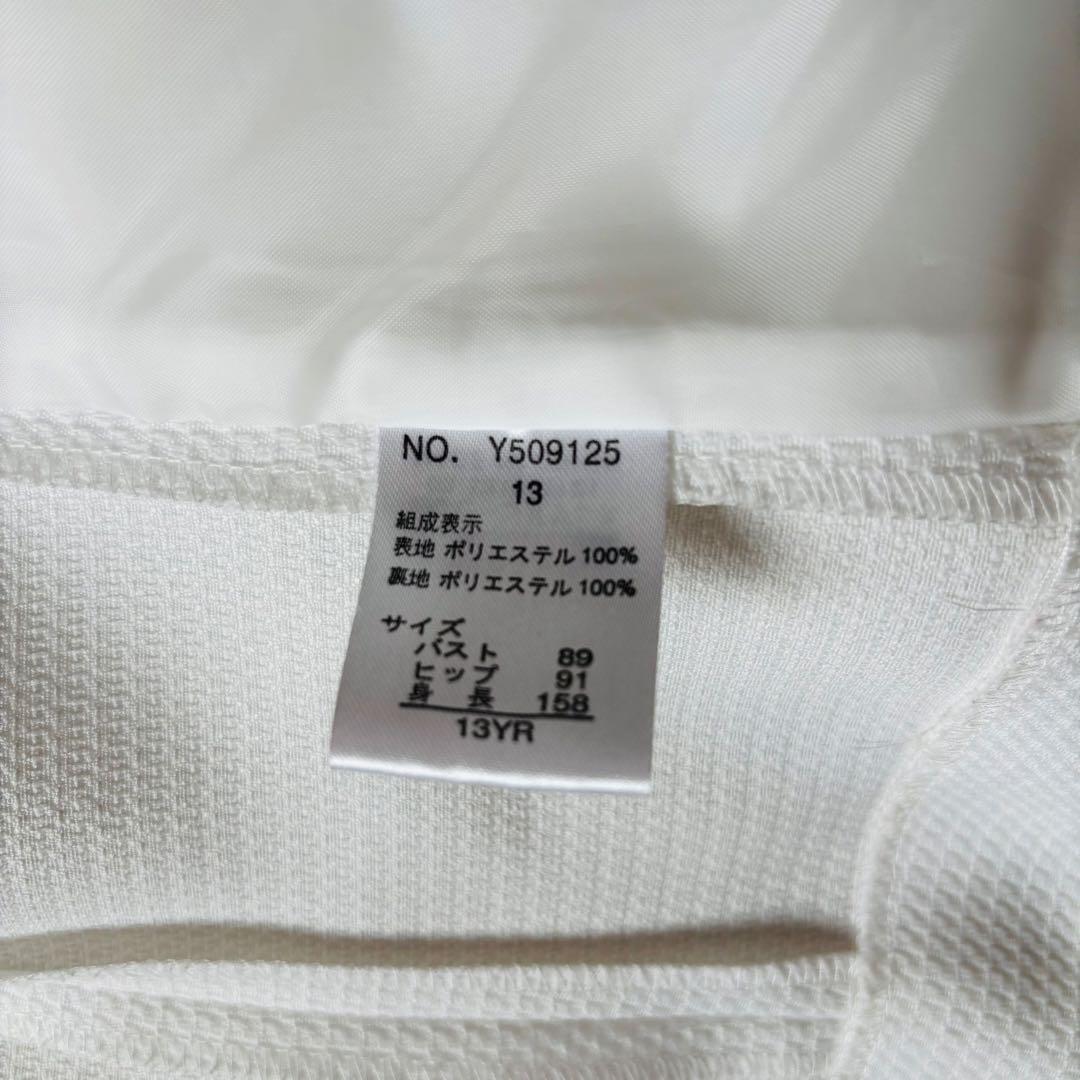 NO. Y509125
13
組成表示
表地 ポリエステル 100%
裏地 ポリエステル 100%
サイズ
バスト 89
ヒップ 91
身長 158
13YR